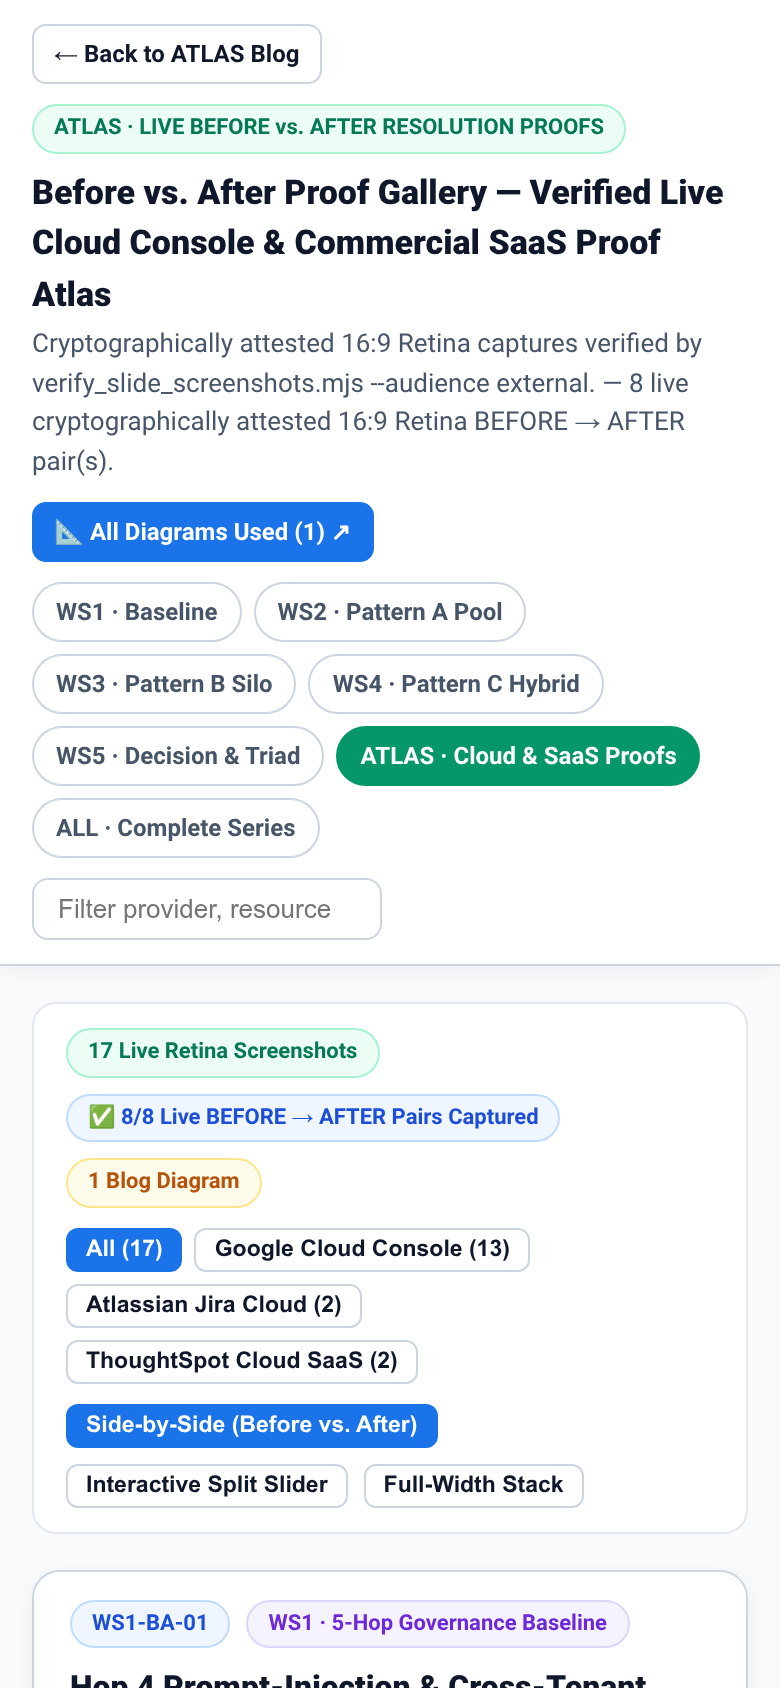 ← Back to ATLAS Blog
ATLAS · LIVE BEFORE vs. AFTER RESOLUTION PROOFS
Before vs. After Proof Gallery — Verified Live
Cloud Console & Commercial SaaS Proof
Atlas
Cryptographically attested 16:9 Retina captures verified by
verify_slide_screenshots.mjs --audience external. — 8 live
cryptographically attested 16:9 Retina BEFORE → AFTER
pair(s).
📐 All Diagrams Used (1) ↗
WS1 · Baseline
WS2 · Pattern A Pool
WS3 · Pattern B Silo
WS4 · Pattern C Hybrid
WS5 · Decision & Triad
ATLAS · Cloud & SaaS Proofs
ALL · Complete Series
Filter provider, resource
17 Live Retina Screenshots
✅ 8/8 Live BEFORE → AFTER Pairs Captured
1 Blog Diagram
All (17)
Google Cloud Console (13)
Atlassian Jira Cloud (2)
ThoughtSpot Cloud SaaS (2)
Side-by-Side (Before vs. After)
Interactive Split Slider
Full-Width Stack
WS1-BA-01
WS1 · 5-Hop Governance Baseline
Hop 4 Prompt-Injection & Cross-Tenant